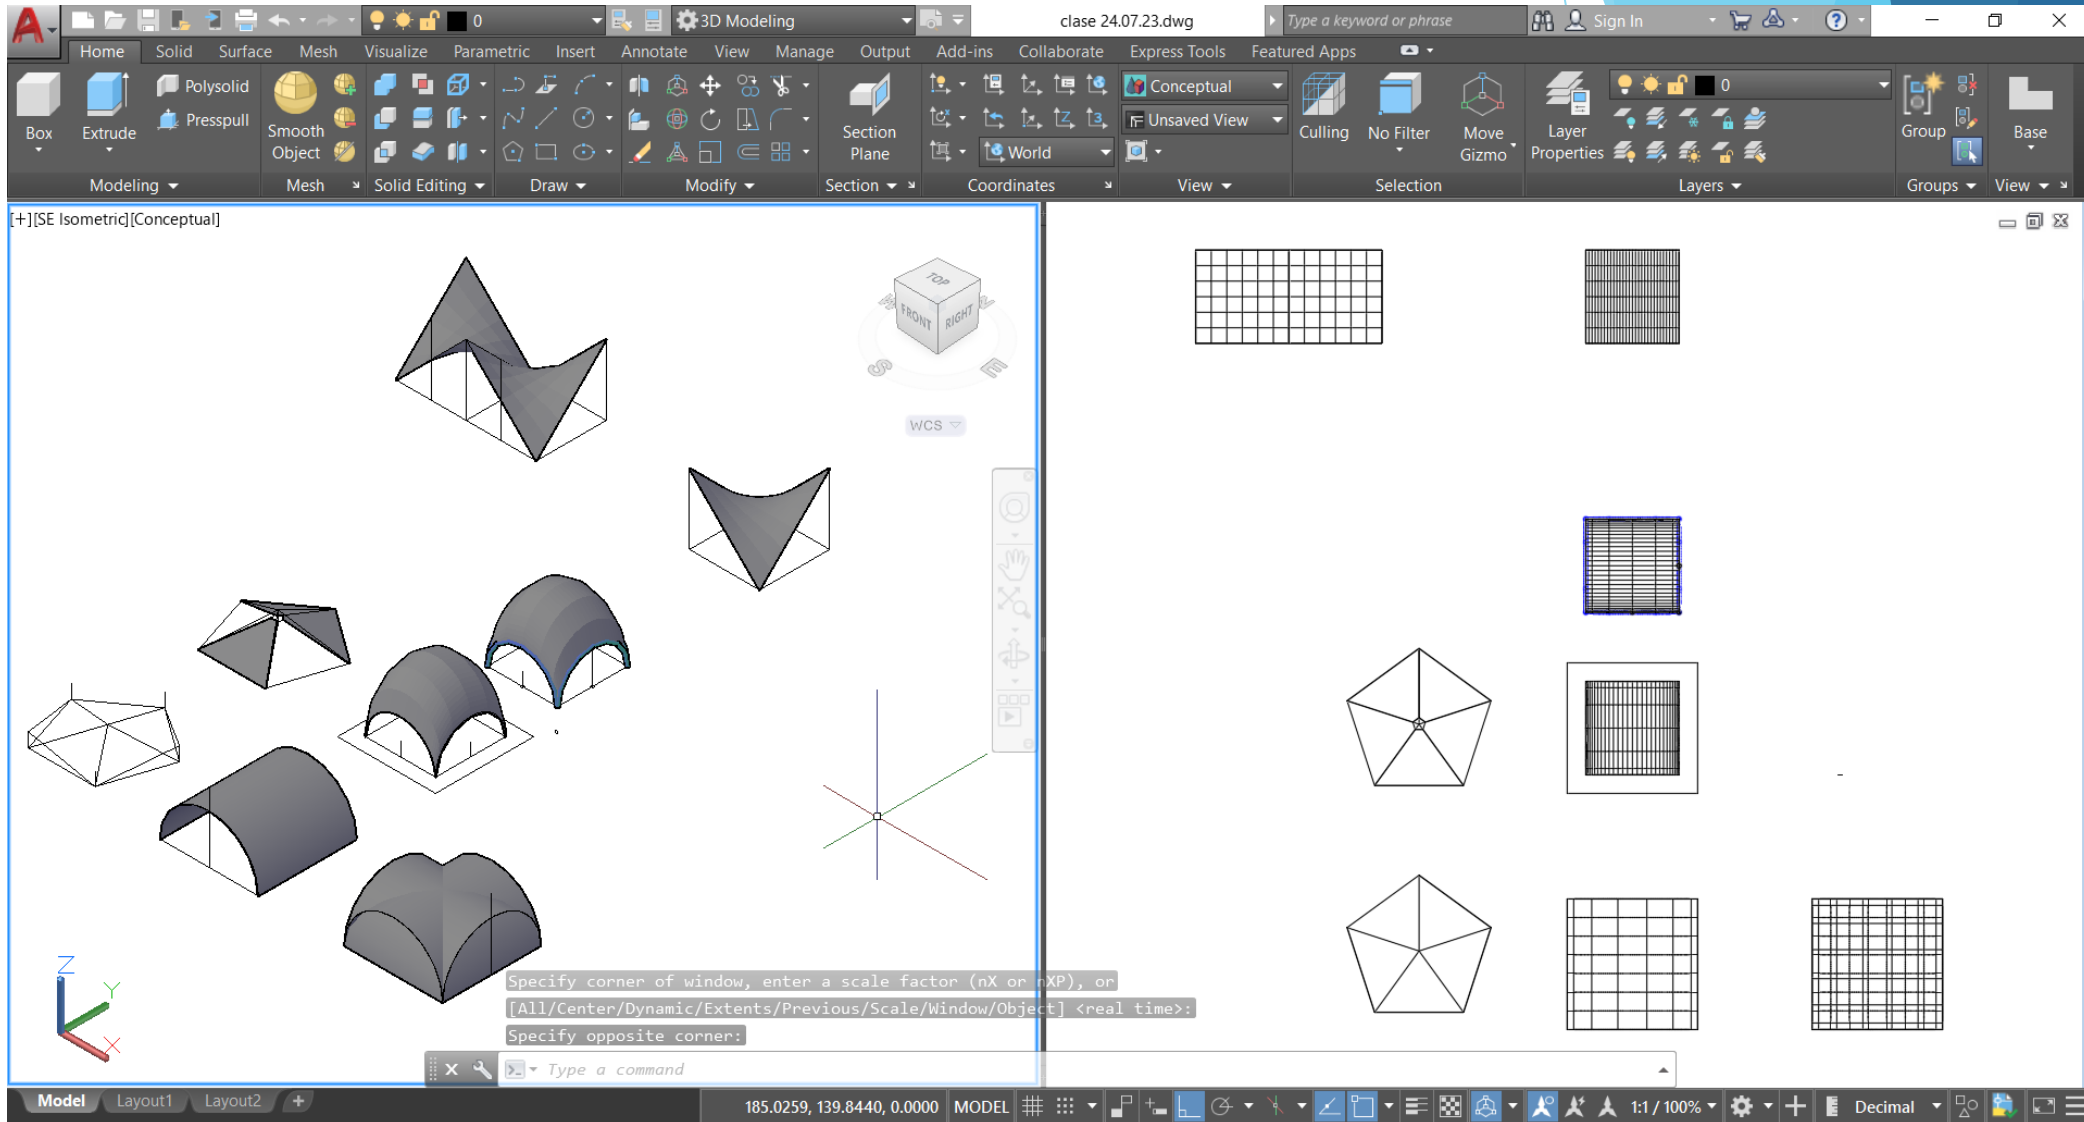 0
3D Modeling
clase 24.07.23.dwg
Type a keyword or phrase
Sign In
Home Solid Surface Mesh Visualize Parametric Insert Annotate View Manage Output Add-ins Collaborate Express Tools Featured Apps
Box
Extrude
Polysolid
Presspull
Smooth
Object
Section
Plane
World
Conceptual
Unsaved View
Culling
No Filter
Move
Gizmo
Layer
Properties
0
Group
Base
Modeling Mesh Solid Editing Draw Modify Section Coordinates View Selection Layers Groups View
[+][SE Isometric][Conceptual]
TOP
FRONT
RIGHT
W
N
S
E
WCS
Z
Y
X
Specify corner of window, enter a scale factor (nX or nXP), or
[All/Center/Dynamic/Extents/Previous/Scale/Window/Object] <real time>:
Specify opposite corner:
Type a command
Model Layout1 Layout2 +
185.0259, 139.8440, 0.0000 MODEL
1:1 / 100%
Decimal